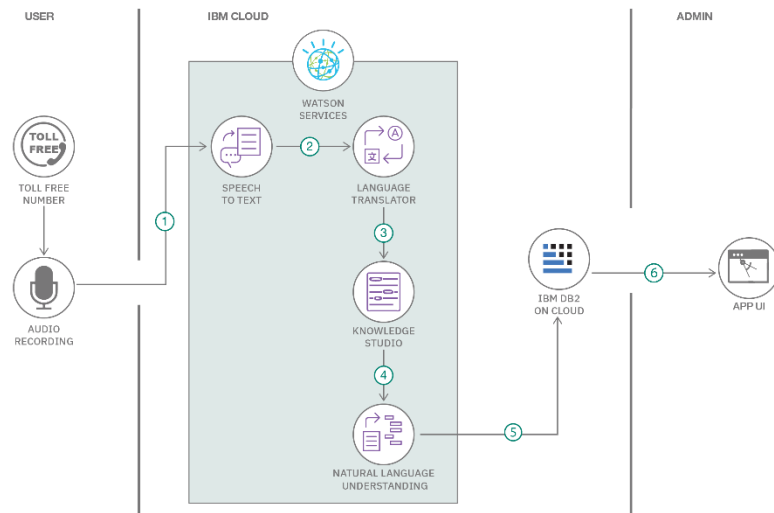 USER
IBM CLOUD
ADMIN
WATSON
SERVICES
TOLL
FREE
TOLL FREE
NUMBER
1
SPEECH
TO TEXT
2
A
文
LANGUAGE
TRANSLATOR
3
AUDIO
RECORDING
KNOWLEDGE
STUDIO
4
NATURAL LANGUAGE
UNDERSTANDING
5
IBM DB2
ON CLOUD
6
APP UI